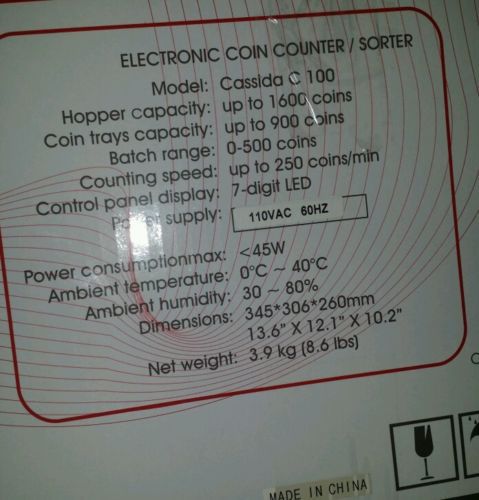 ELECTRONIC COIN COUNTER / SORTER
Model: Cassida C 100
Hopper capacity: up to 1600 coins
Coin trays capacity: up to 900 coins
Batch range: 0-500 coins
Counting speed: up to 250 coins/min
Control panel display: 7-digit LED
Power supply: 110VAC 60HZ
Power consumptionmax: <45W
Ambient temperature: 0°C ~ 40°C
Ambient humidity: 30 ~ 80%
Dimensions: 345*306*260mm
13.6" X 12.1" X 10.2"
Net weight: 3.9 kg (8.6 lbs)
MADE IN CHINA